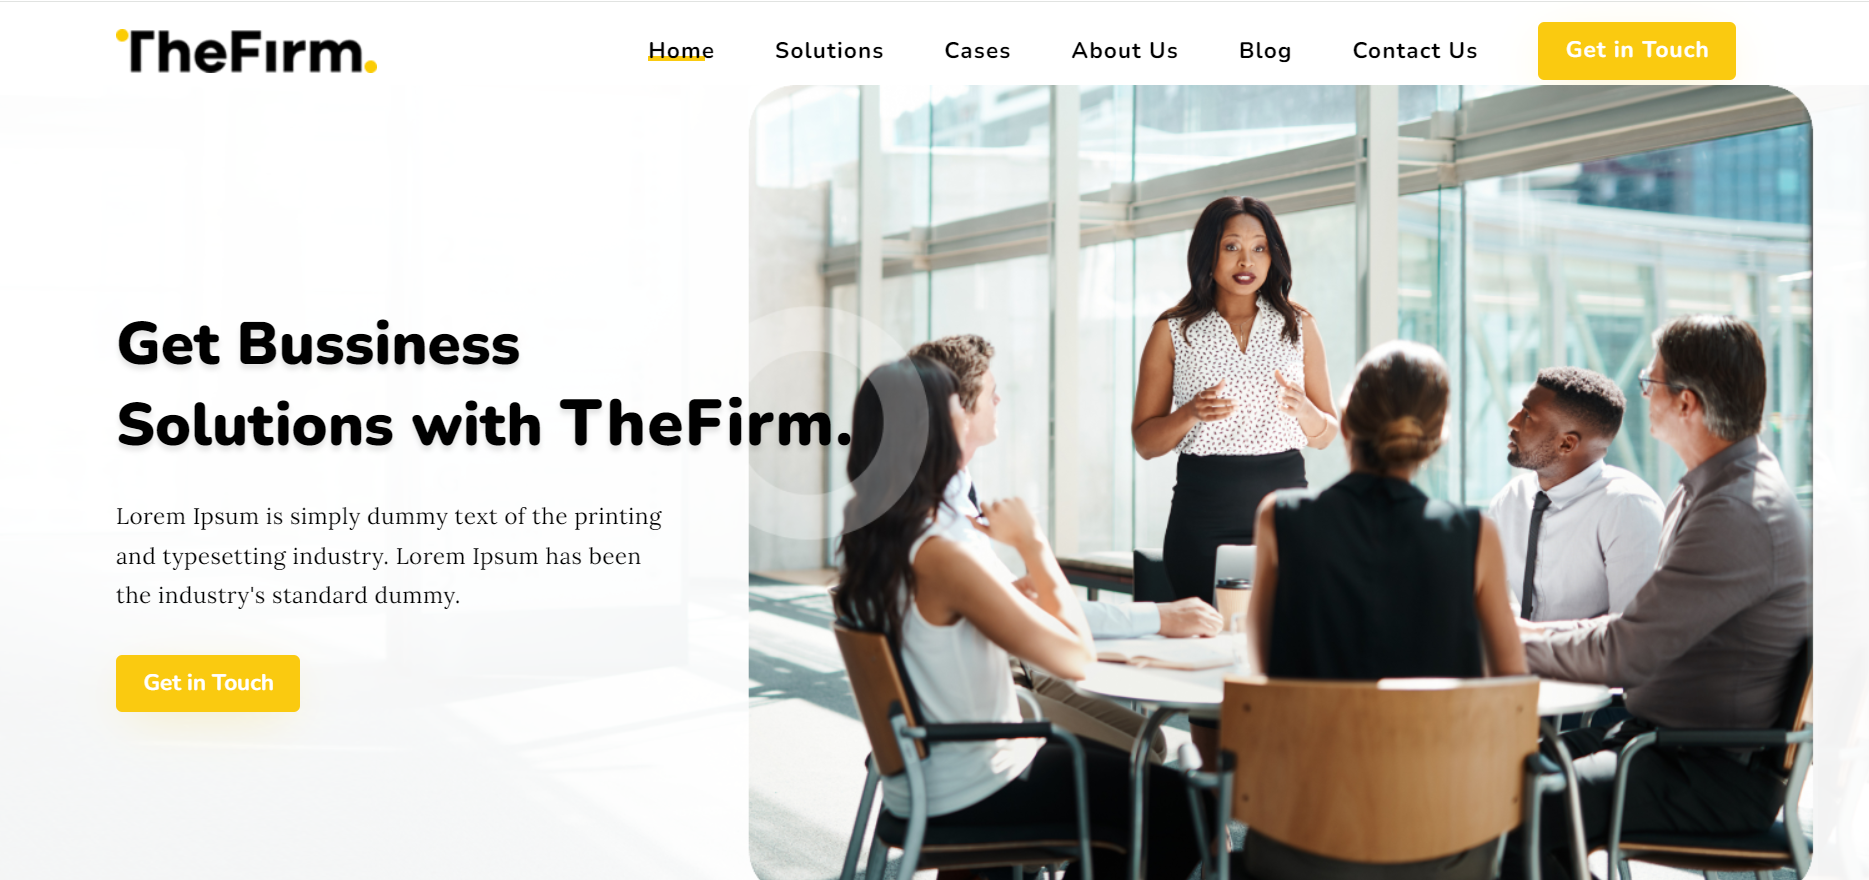 TheFirm.
Home Solutions Cases About Us Blog Contact Us Get in Touch
Get Bussiness
Solutions with TheFirm.
Lorem Ipsum is simply dummy text of the printing
and typesetting industry. Lorem Ipsum has been
the industry's standard dummy.
Get in Touch